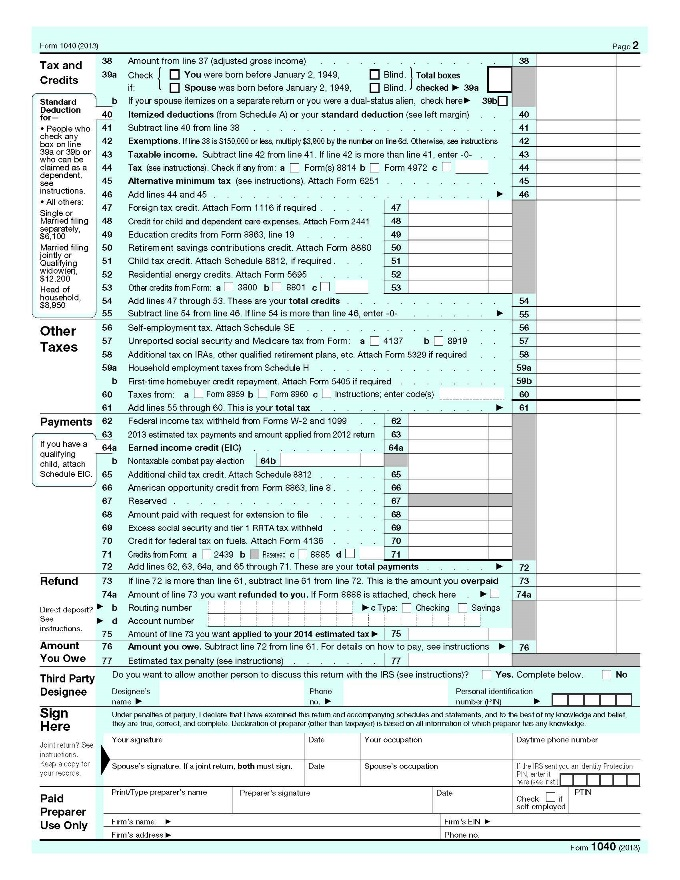 Form 1040 (2013) Page 2
Tax and Credits
38 Amount from line 37 (adjusted gross income) 38
39a Check if: { You were born before January 2, 1949, Blind. } Total boxes
Spouse was born before January 2, 1949, Blind. checked ► 39a
b If your spouse itemizes on a separate return or you were a dual-status alien, check here ► 39b
Standard Deduction for—
• People who check any box on line 39a or 39b or who can be claimed as a dependent, see instructions.
• All others:
Single or Married filing separately, $6,100
Married filing jointly or Qualifying widow(er), $12,200
Head of household, $8,950
40 Itemized deductions (from Schedule A) or your standard deduction (see left margin) 40
41 Subtract line 40 from line 38 41
42 Exemptions. If line 38 is $150,000 or less, multiply $3,900 by the number on line 6d. Otherwise, see instructions 42
43 Taxable income. Subtract line 42 from line 41. If line 42 is more than line 41, enter -0- 43
44 Tax (see instructions). Check if any from: a Form(s) 8814 b Form 4972 c 44
45 Alternative minimum tax (see instructions). Attach Form 6251 45
46 Add lines 44 and 45 ► 46
47 Foreign tax credit. Attach Form 1116 if required 47
48 Credit for child and dependent care expenses. Attach Form 2441 48
49 Education credits from Form 8863, line 19 49
50 Retirement savings contributions credit. Attach Form 8880 50
51 Child tax credit. Attach Schedule 8812, if required 51
52 Residential energy credits. Attach Form 5695 52
53 Other credits from Form: a 3800 b 8801 c 53
54 Add lines 47 through 53. These are your total credits 54
55 Subtract line 54 from line 46. If line 54 is more than line 46, enter -0- ► 55
Other Taxes
56 Self-employment tax. Attach Schedule SE 56
57 Unreported social security and Medicare tax from Form: a 4137 b 8919 57
58 Additional tax on IRAs, other qualified retirement plans, etc. Attach Form 5329 if required 58
59a Household employment taxes from Schedule H 59a
b First-time homebuyer credit repayment. Attach Form 5405 if required 59b
60 Taxes from: a Form 8959 b Form 8960 c Instructions; enter code(s) 60
61 Add lines 55 through 60. This is your total tax ► 61
Payments
If you have a qualifying child, attach Schedule EIC.
62 Federal income tax withheld from Forms W-2 and 1099 62
63 2013 estimated tax payments and amount applied from 2012 return 63
64a Earned income credit (EIC) 64a
b Nontaxable combat pay election 64b
65 Additional child tax credit. Attach Schedule 8812 65
66 American opportunity credit from Form 8863, line 8 66
67 Reserved 67
68 Amount paid with request for extension to file 68
69 Excess social security and tier 1 RRTA tax withheld 69
70 Credit for federal tax on fuels. Attach Form 4136 70
71 Credits from Form: a 2439 b Reserved c 8885 d 71
72 Add lines 62, 63, 64a, and 65 through 71. These are your total payments ► 72
Refund
Direct deposit? See instructions.
73 If line 72 is more than line 61, subtract line 61 from line 72. This is the amount you overpaid 73
74a Amount of line 73 you want refunded to you. If Form 8888 is attached, check here ► 74a
► b Routing number ► c Type: Checking Savings
► d Account number
75 Amount of line 73 you want applied to your 2014 estimated tax ► 75
Amount You Owe
76 Amount you owe. Subtract line 72 from line 61. For details on how to pay, see instructions ► 76
77 Estimated tax penalty (see instructions) 77
Third Party Designee
Do you want to allow another person to discuss this return with the IRS (see instructions)? Yes. Complete below. No
Designee's name ► Phone no. ► Personal identification number (PIN) ►
Sign Here
Joint return? See instructions.
Keep a copy for your records.
Under penalties of perjury, I declare that I have examined this return and accompanying schedules and statements, and to the best of my knowledge and belief,
they are true, correct, and complete. Declaration of preparer (other than taxpayer) is based on all information of which preparer has any knowledge.
Your signature Date Your occupation Daytime phone number
Spouse's signature. If a joint return, both must sign. Date Spouse's occupation If the IRS sent you an Identity Protection PIN, enter it here (see inst.)
Paid Preparer Use Only
Print/Type preparer's name Preparer's signature Date Check if self-employed PTIN
Firm's name ► Firm's EIN ►
Firm's address ► Phone no.
Form 1040 (2013)